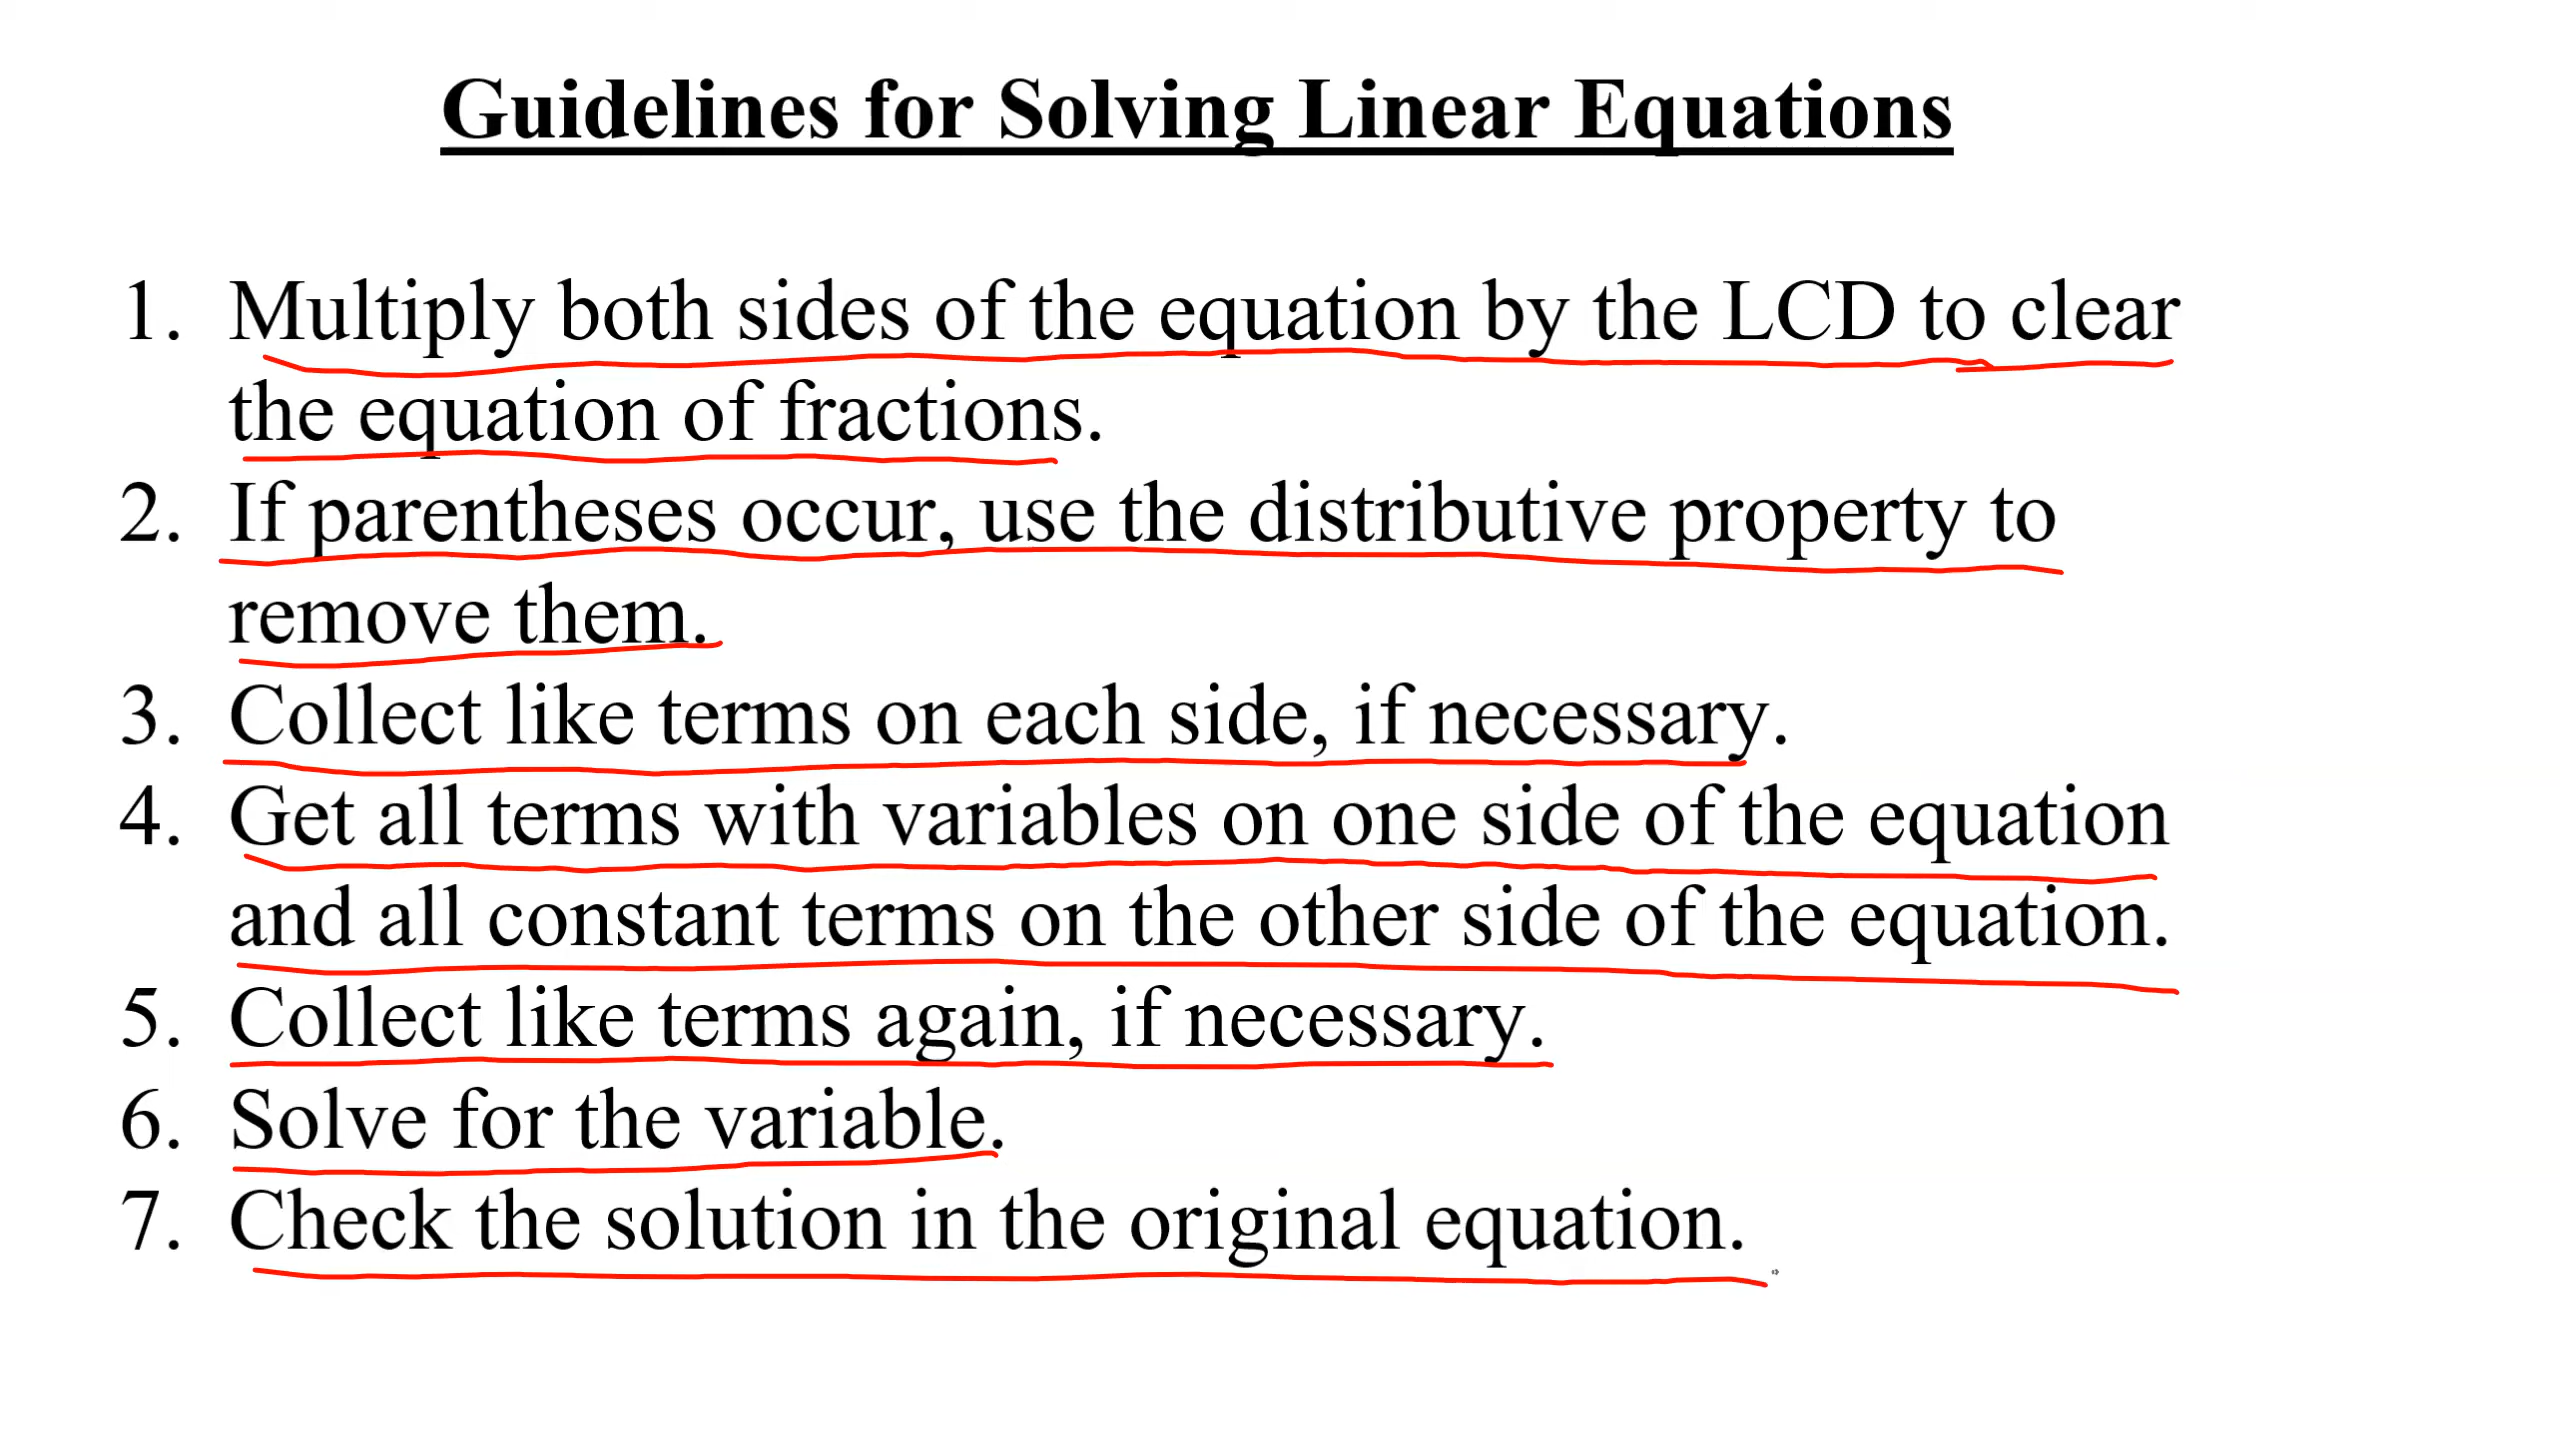 Guidelines for Solving Linear Equations
1. Multiply both sides of the equation by the LCD to clear
the equation of fractions.
2. If parentheses occur, use the distributive property to
remove them.
3. Collect like terms on each side, if necessary.
4. Get all terms with variables on one side of the equation
and all constant terms on the other side of the equation.
5. Collect like terms again, if necessary.
6. Solve for the variable.
7. Check the solution in the original equation.